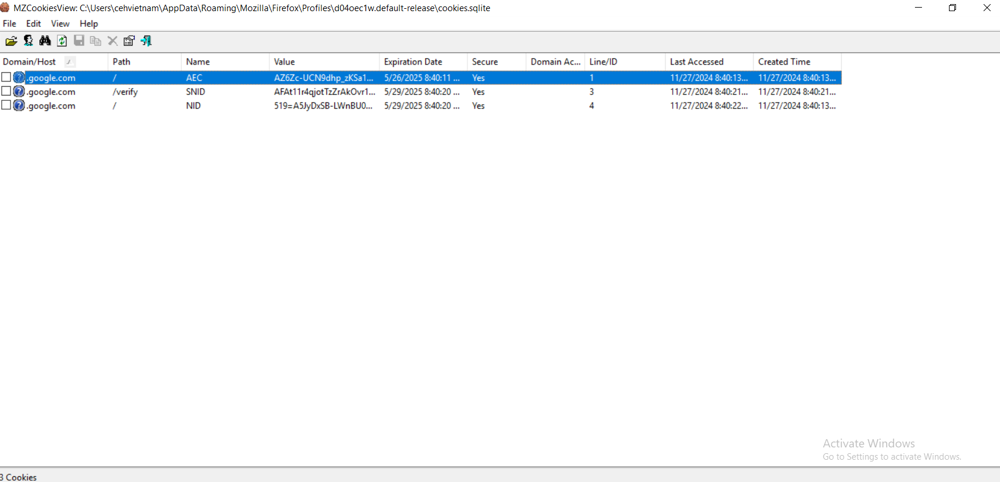 MZCookiesView: C:\Users\cehvietnam\AppData\Roaming\Mozilla\Firefox\Profiles\d04oec1w.default-release\cookies.sqlite
File Edit View Help
Domain/Host Path Name Value Expiration Date Secure Domain Ac... Line/ID Last Accessed Created Time
.google.com / AEC AZ6Zc-UCN9dhp_zKSa1... 5/26/2025 8:40:11 ... Yes 1 11/27/2024 8:40:13... 11/27/2024 8:40:13...
.google.com /verify SNID AFAt11r4qjotTzZrAkOvr1... 5/29/2025 8:40:20 ... Yes 3 11/27/2024 8:40:21... 11/27/2024 8:40:21...
.google.com / NID 519=A5JyDxSB-LWnBU0... 5/29/2025 8:40:20 ... Yes 4 11/27/2024 8:40:22... 11/27/2024 8:40:13...
Activate Windows
Go to Settings to activate Windows.
3 Cookies